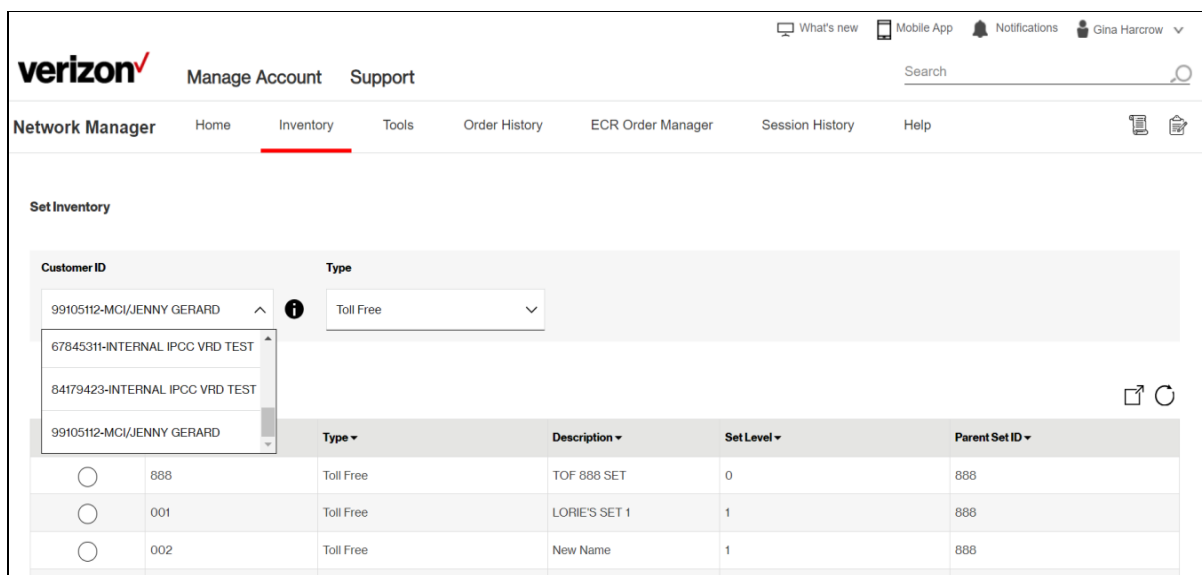 What's new Mobile App Notifications Gina Harcrow
verizon Manage Account Support Search
Network Manager Home Inventory Tools Order History ECR Order Manager Session History Help
Set Inventory
Customer ID Type
99105112-MCI/JENNY GERARD Toll Free
67845311-INTERNAL IPCC VRD TEST
84179423-INTERNAL IPCC VRD TEST
99105112-MCI/JENNY GERARD
Type Description Set Level Parent Set ID
888 Toll Free TOF 888 SET 0 888
001 Toll Free LORIE'S SET 1 1 888
002 Toll Free New Name 1 888